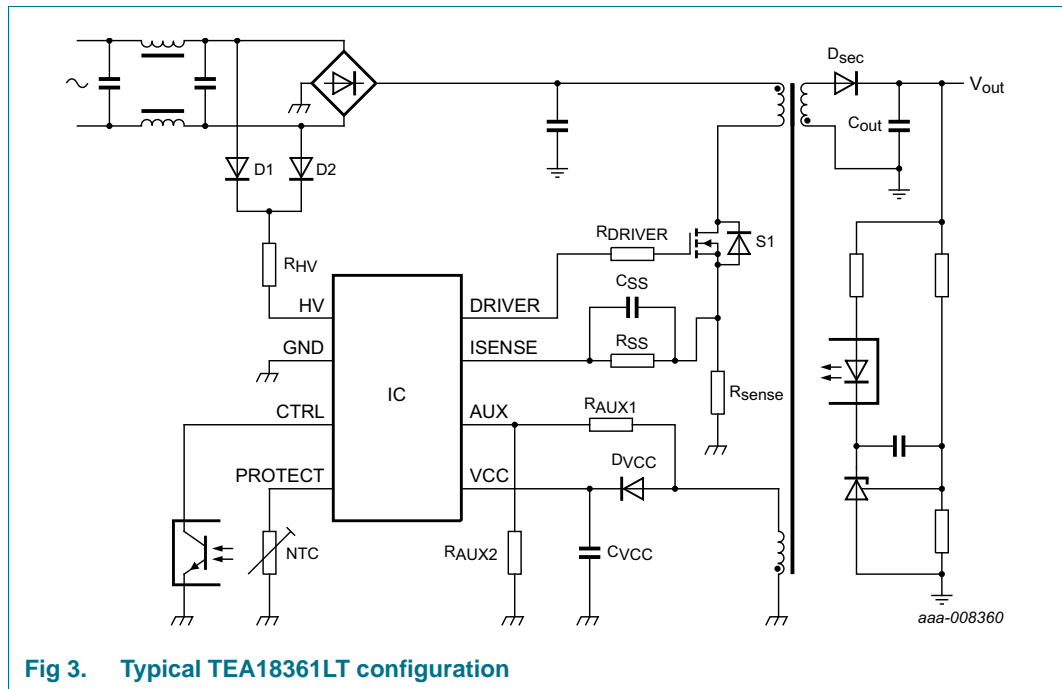 Dsec
Vout
Cout
D1
D2
RHV
RDRIVER
S1
CSS
HV
DRIVER
GND
ISENSE
RSS
IC
Rsense
CTRL
AUX
RAUX1
PROTECT
VCC
DVCC
NTC
RAUX2
CVCC
aaa-008360
Fig 3. Typical TEA18361LT configuration